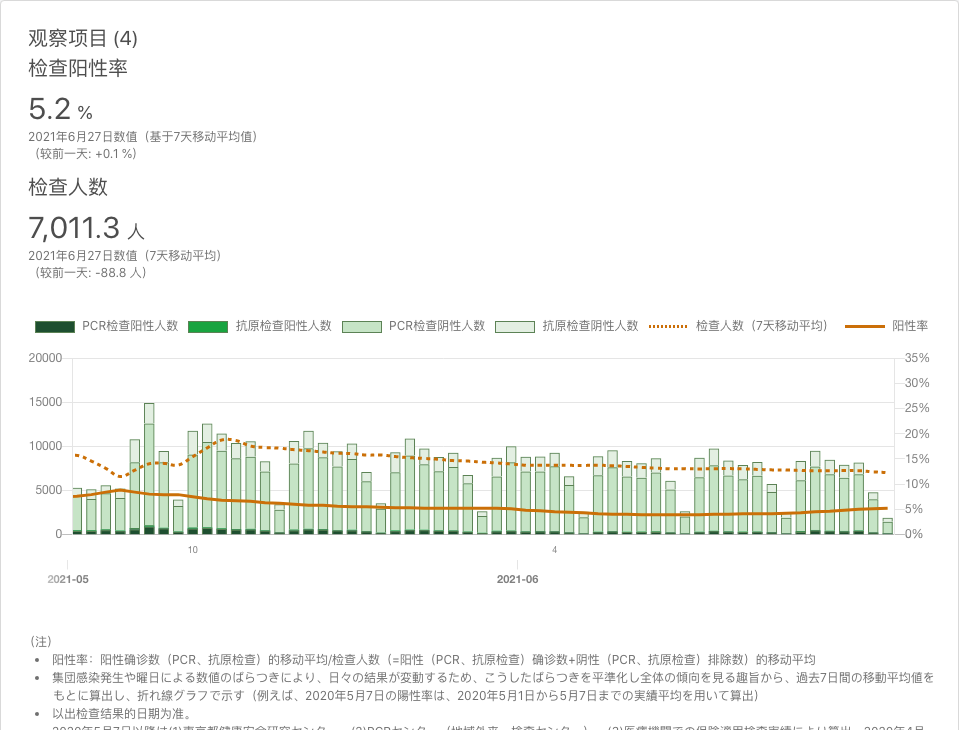 观察项目 (4)
检查阳性率
5.2 %
2021年6月27日数值（基于7天移动平均值）
（较前一天: +0.1 %)
检查人数
7,011.3 人
2021年6月27日数值（7天移动平均）
（较前一天: -88.8 人）
PCR检查阳性人数 抗原检查阳性人数 PCR检查阴性人数 抗原检查阴性人数 检查人数（7天移动平均） 阳性率
20000 35%
30%
15000 25%
20%
10000 15%
5000 10%
5%
0 0%
10 4
2021-05 2021-06
（注）
• 阳性率：阳性确诊数（PCR、抗原检查）的移动平均/检查人数（=阳性（PCR、抗原检查）确诊数+阴性（PCR、抗原检查）排除数）的移动平均
• 集団感染発生や曜日による数値のばらつきにより、日々の結果が変動するため、こうしたばらつきを平準化し全体の傾向を見る趣旨から、過去7日間の移動平均値を
もとに算出し、折れ線グラフで示す（例えば、2020年5月7日の陽性率は、2020年5月1日から5月7日までの実績平均を用いて算出）
• 以出检查结果的日期为准。